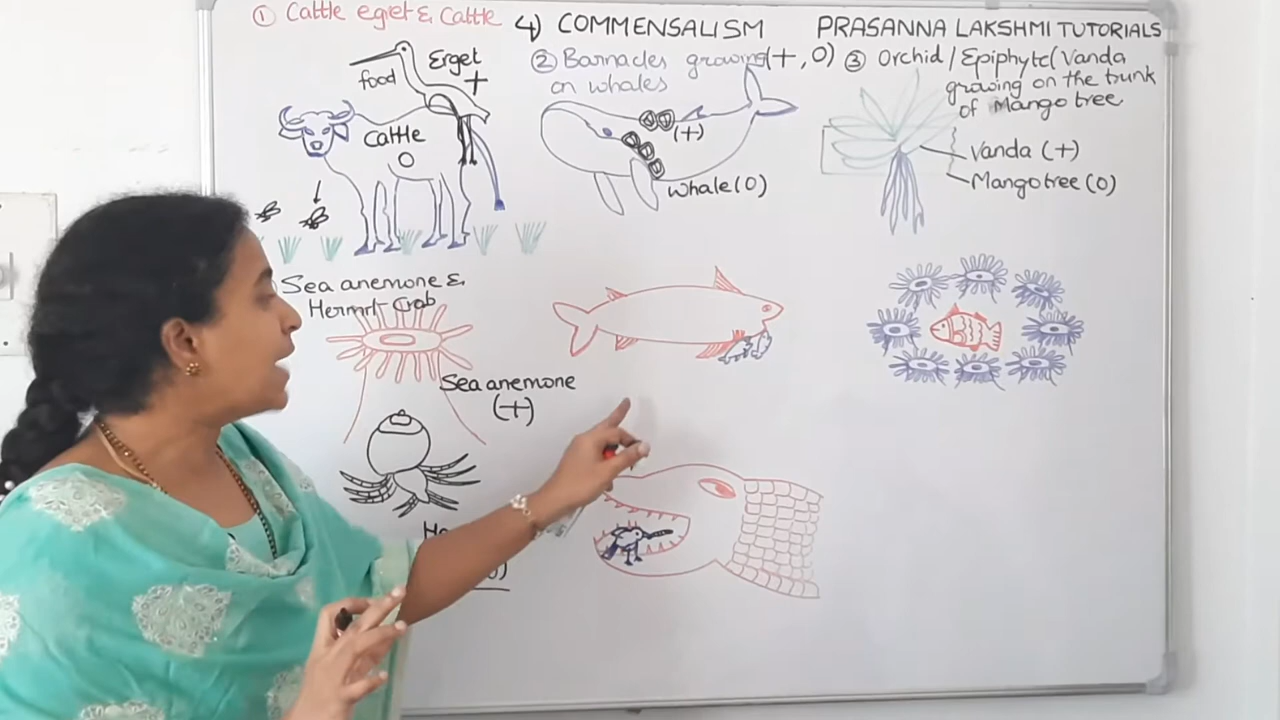 ① Cattle egret & Cattle
4) COMMENSALISM
(+, 0)
PRASANNA LAKSHMI TUTORIALS
Erget
+
food
Cattle
0
② Barnacles growing
on whales
(+)
Whale (0)
③ Orchid / Epiphyte (Vanda
growing on the trunk
of Mango tree
Vanda (+)
Mango tree (0)
Sea anemone &
Hermrt Crab
Sea anemone
(+)